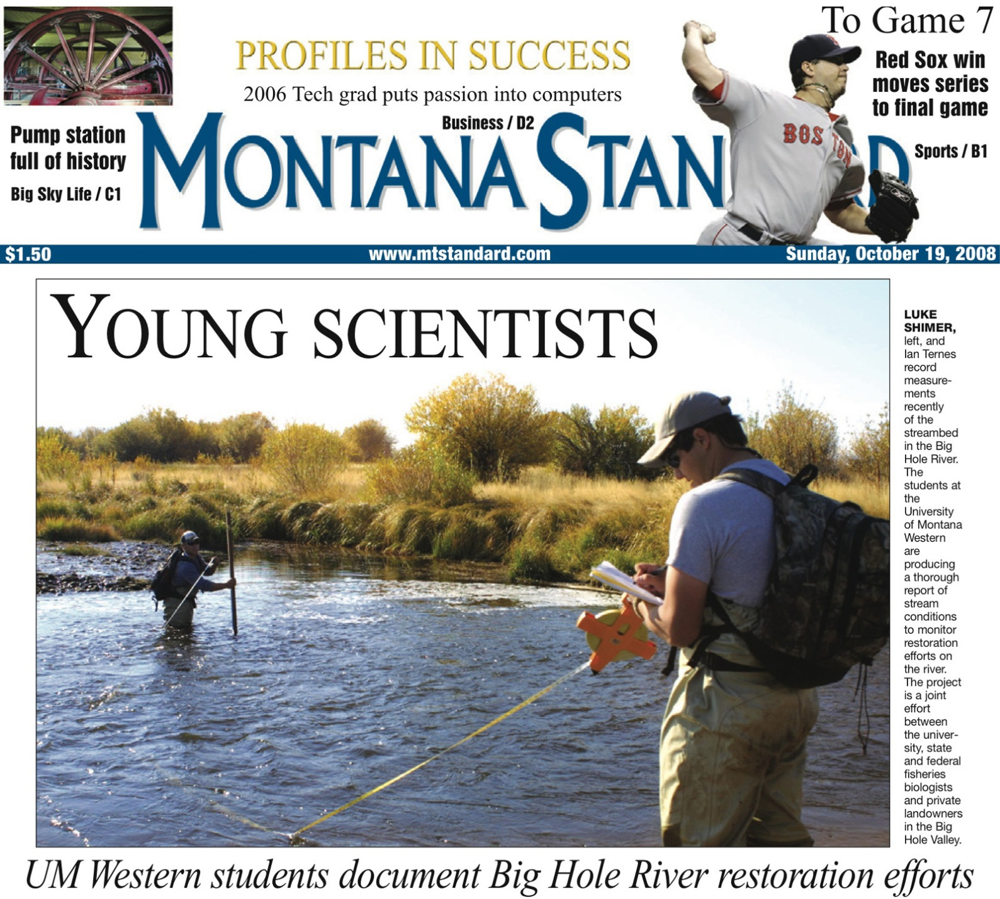 To Game 7
Red Sox win
moves series
to final game
Sports / B1
PROFILES IN SUCCESS
2006 Tech grad puts passion into computers
Business / D2
Pump station
full of history
Big Sky Life / C1
MONTANA STAN D
BOS TON
$1.50
www.mtstandard.com
Sunday, October 19, 2008
YOUNG SCIENTISTS
LUKE
SHIMER,
left, and
Ian Ternes
record
measure-
ments
recently
of the
streambed
in the Big
Hole River.
The
students at
the
University
of Montana
Western
are
producing
a thorough
report of
stream
conditions
to monitor
restoration
efforts on
the river.
The project
is a joint
effort
between
the univer-
sity, state
and federal
fisheries
biologists
and private
landowners
in the Big
Hole Valley.
UM Western students document Big Hole River restoration efforts